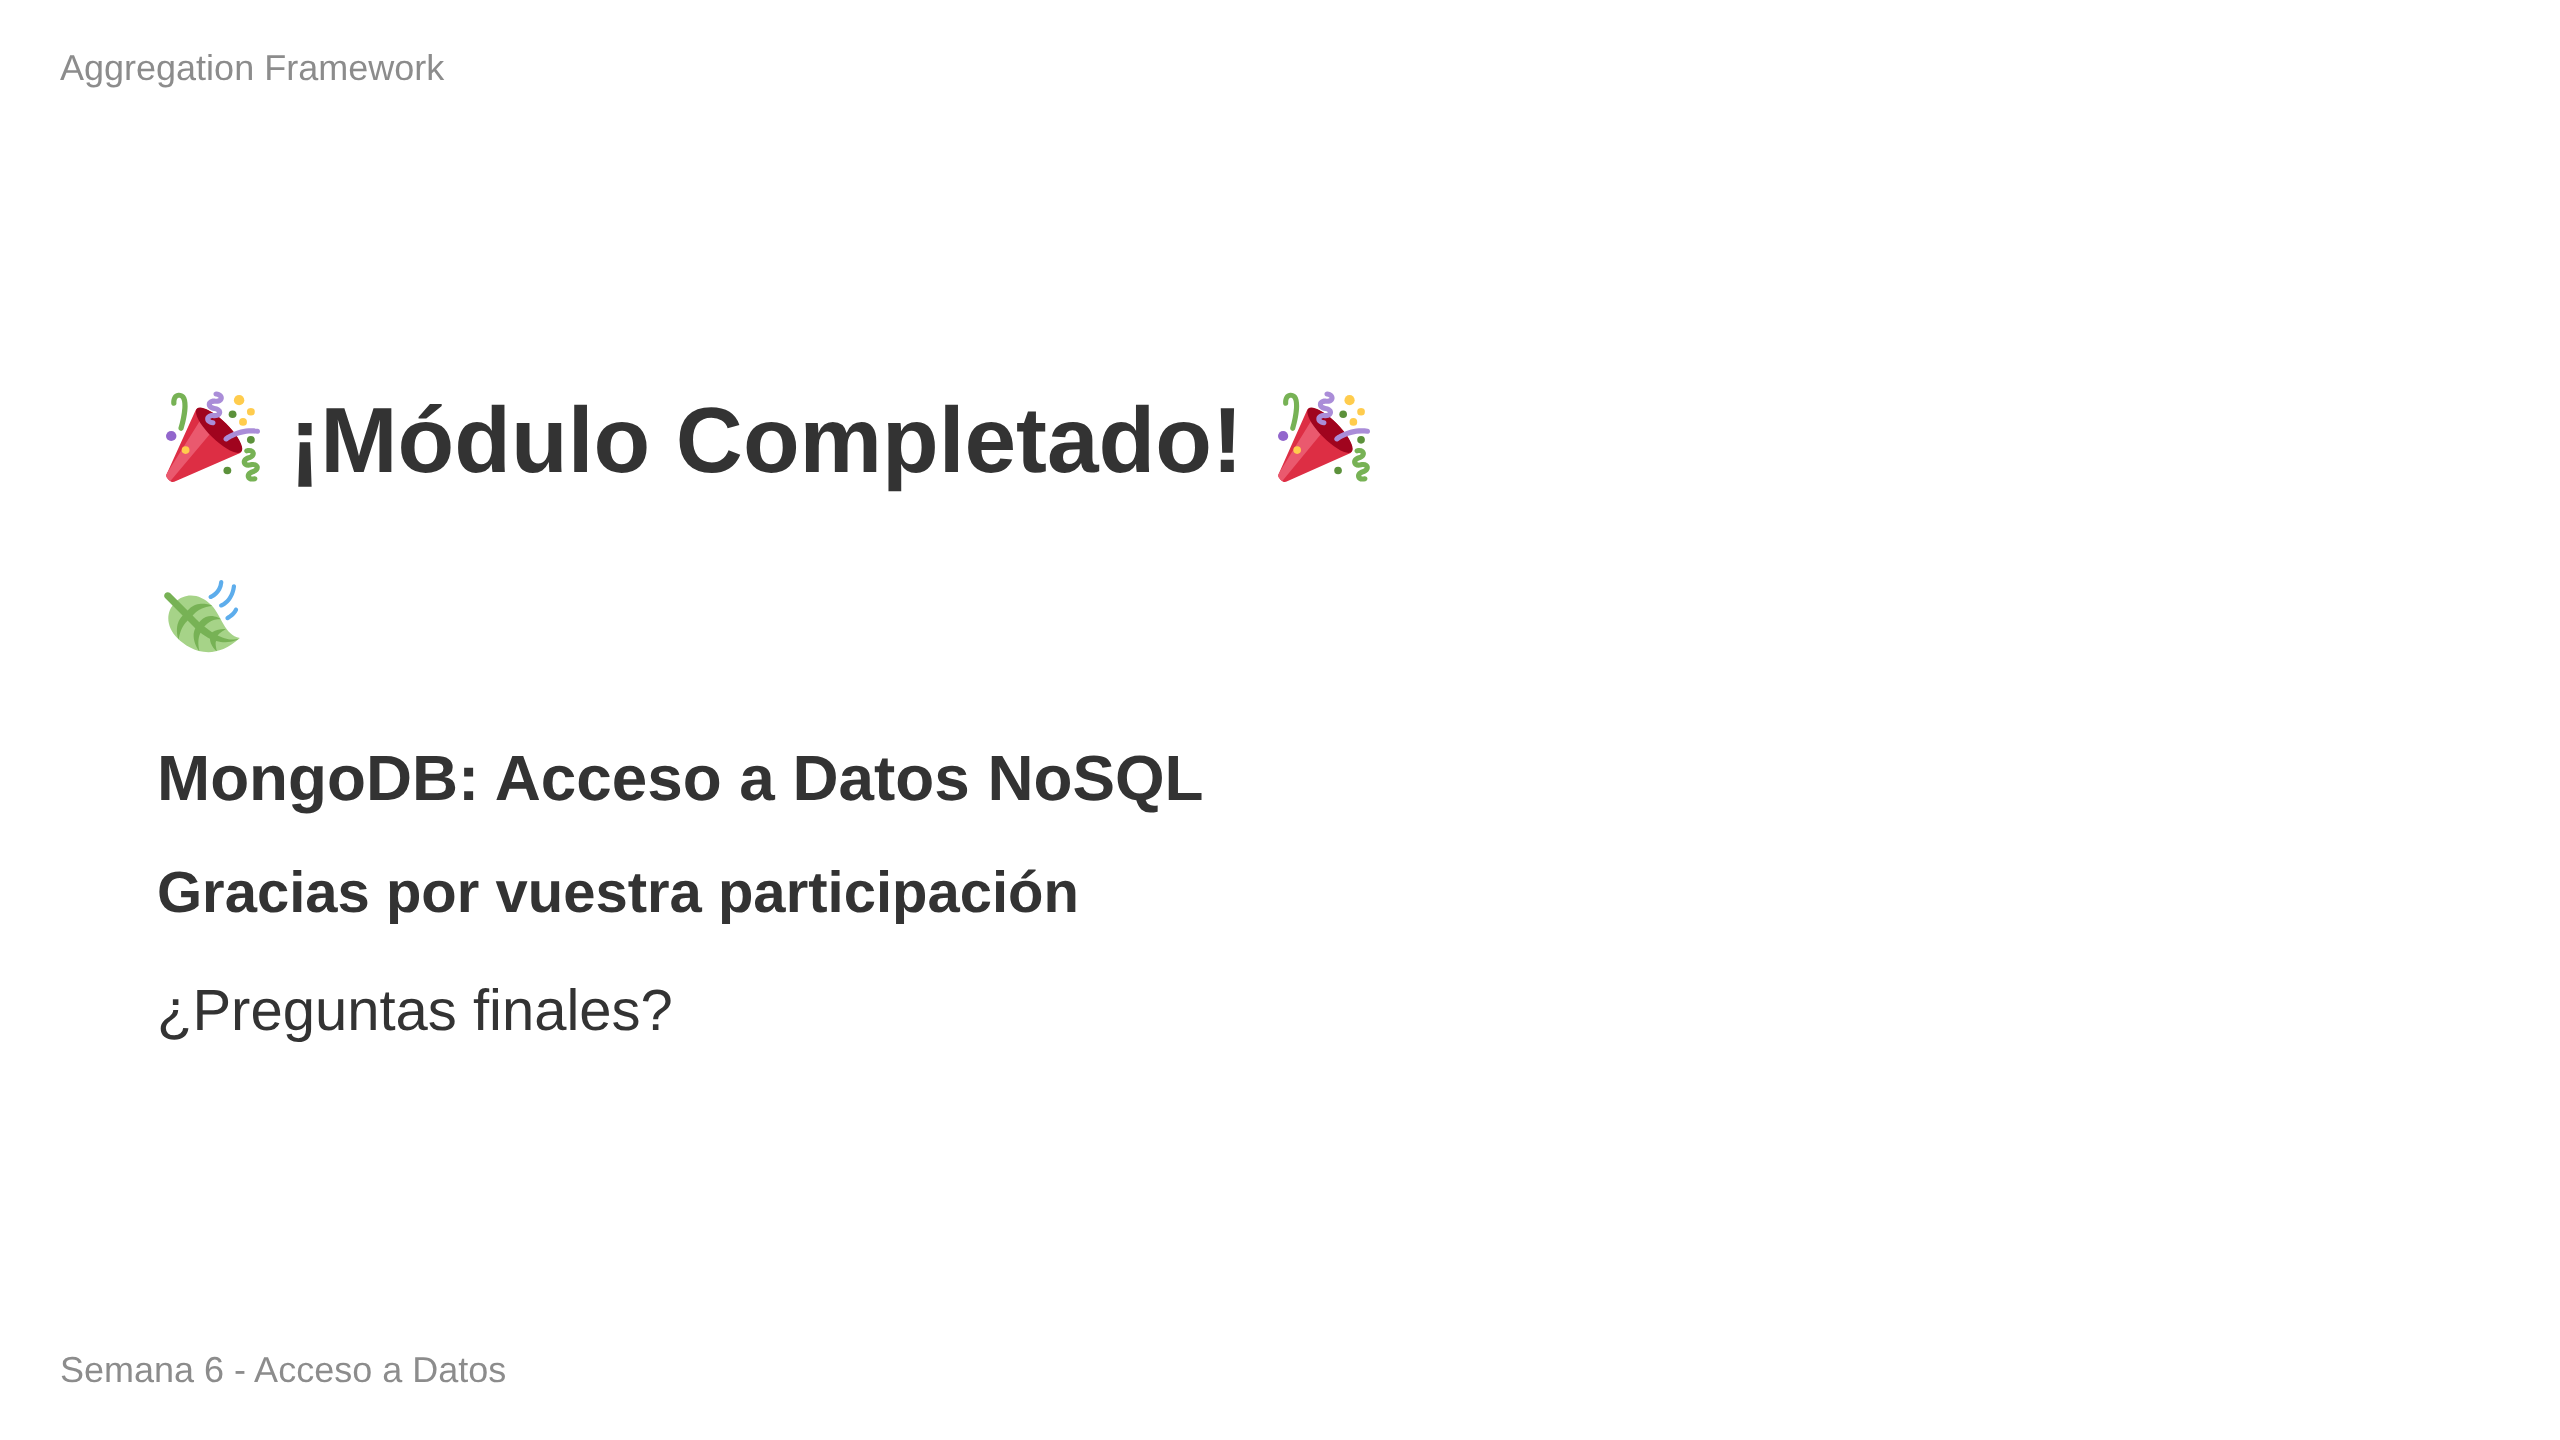 Aggregation Framework
🎉 ¡Módulo Completado! 🎉
🍃
MongoDB: Acceso a Datos NoSQL
Gracias por vuestra participación
¿Preguntas finales?
Semana 6 - Acceso a Datos